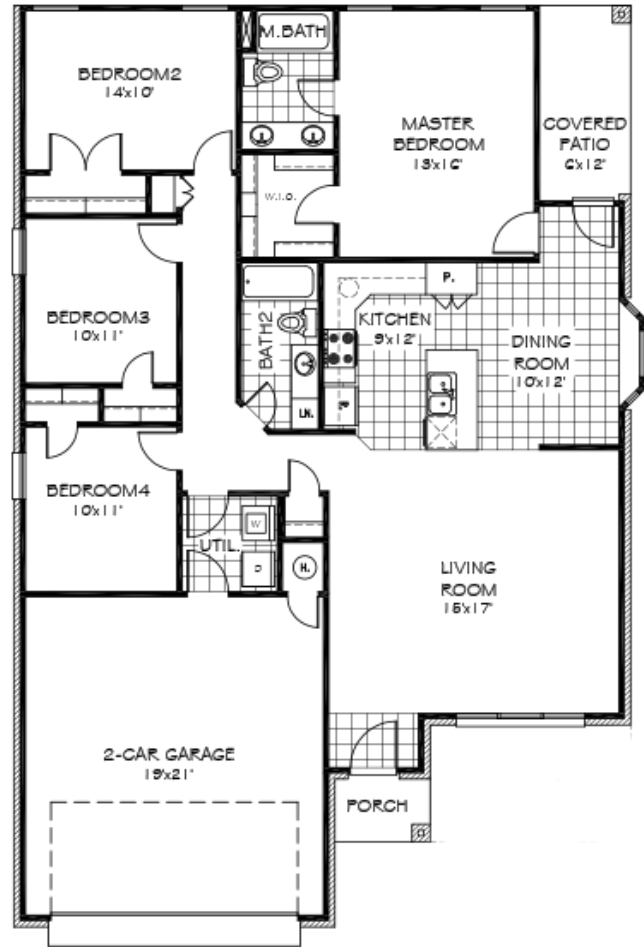 M.BATH
BEDROOM2
14'x10'
MASTER
BEDROOM
13'x16'
COVERED
PATIO
6'x12'
W.I.C.
P.
BEDROOM3
10'x11'
BATH2
KITCHEN
9'x12'
DINING
ROOM
10'x12'
LN.
R.
BEDROOM4
10'x11'
W
UTIL.
D
H.
LIVING
ROOM
15'x17'
2-CAR GARAGE
19'x21'
PORCH